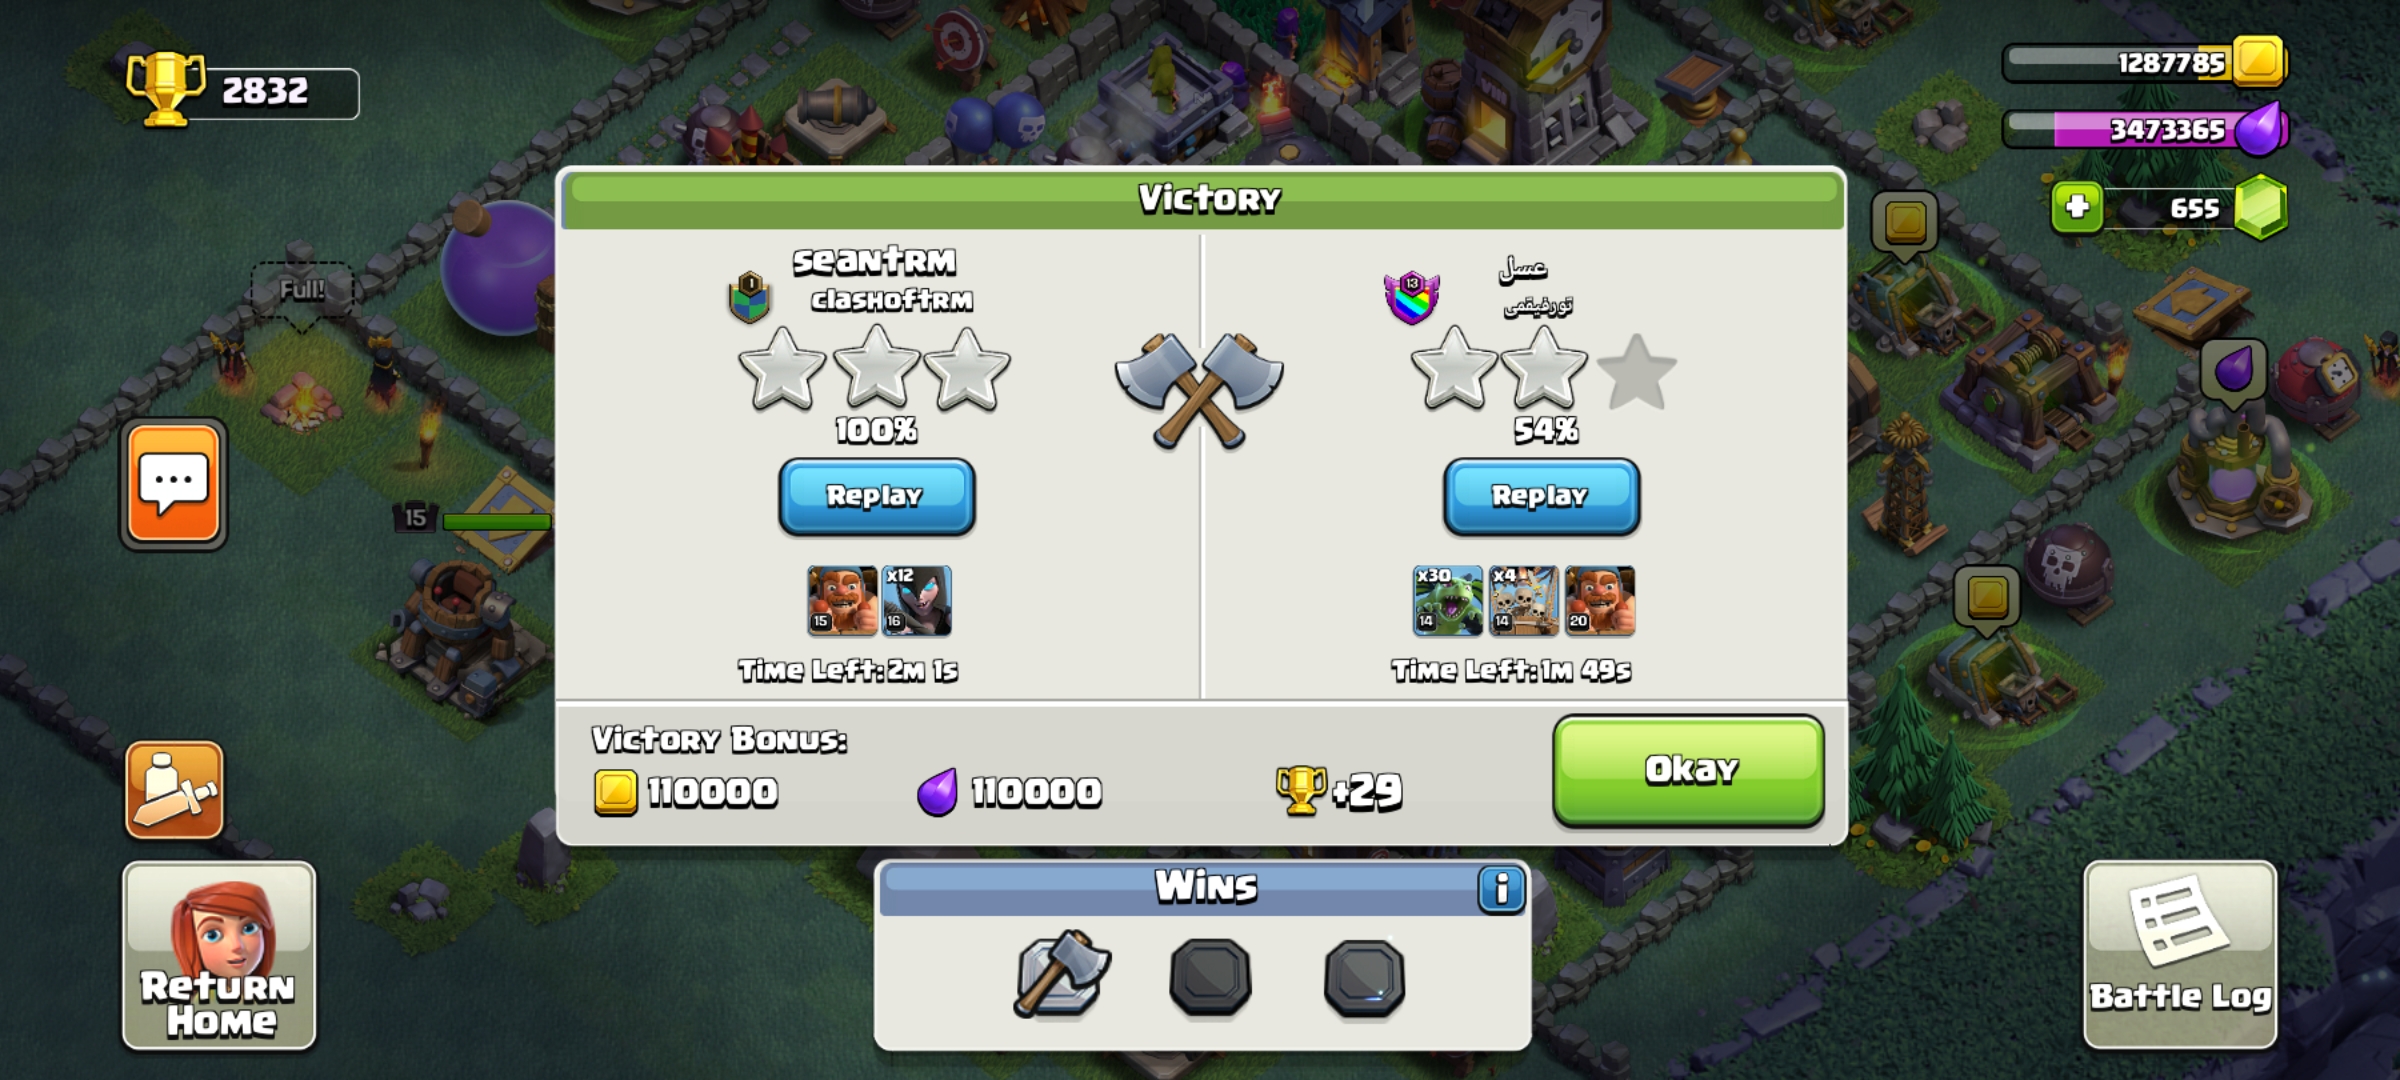 2832
1287785
3473365
655
Full!
15
Victory
seantrm
clashoftrm
1
100%
Replay
15
x12
16
Time Left:2m 1s
عسل
تورفیقمی
13
54%
Replay
x30
14
x4
14
20
Time Left:1m 49s
Victory Bonus:
110000
110000
+29
Okay
Wins
i
Return
Home
Battle Log